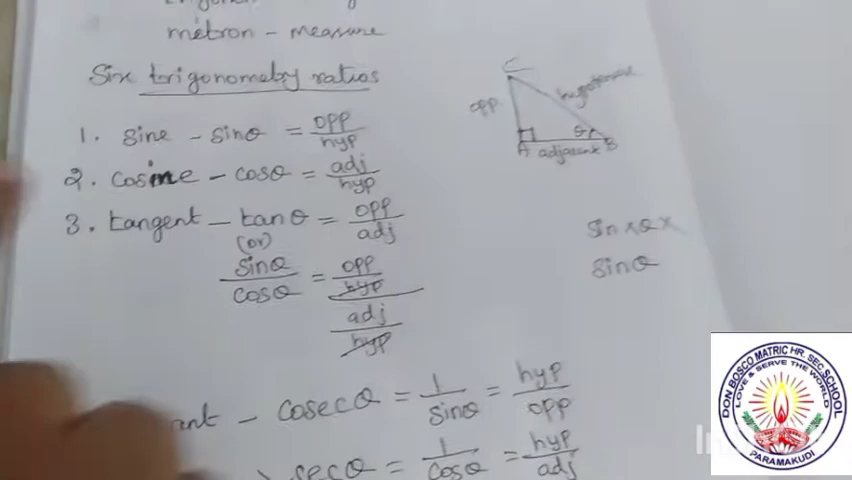 métron - measure
Six trigonometry ratios
1. sine - sinθ = opp/hyp
2. cosine - cosθ = adj/hyp
3. tangent - tanθ = opp/adj
(or)
sinθ/cosθ = opp/hyp / adj/hyp
- cosecθ = 1/sinθ = hyp/opp
secθ = 1/cosθ = hyp/adj
C
opp
hypotenuse
A adjacent B
sin × θ ×
sinθ
DON BOSCO MATRIC HR. SEC SCHOOL
LOVE & SERVE THE WORLD
PARAMAKUDI